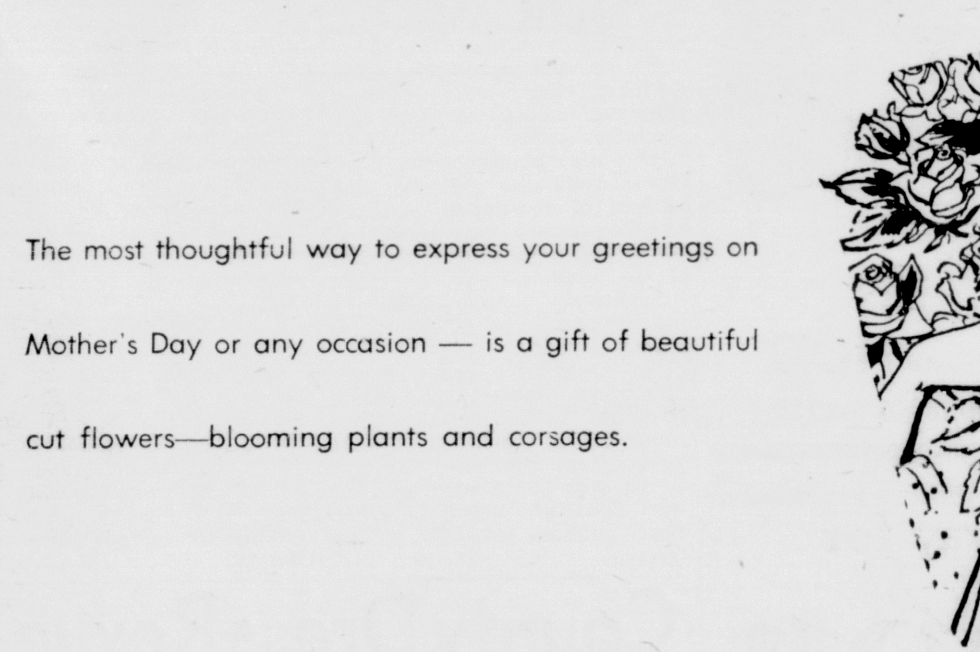 The most thoughtful way to express your greetings on
Mother's Day or any occasion — is a gift of beautiful
cut flowers—blooming plants and corsages.